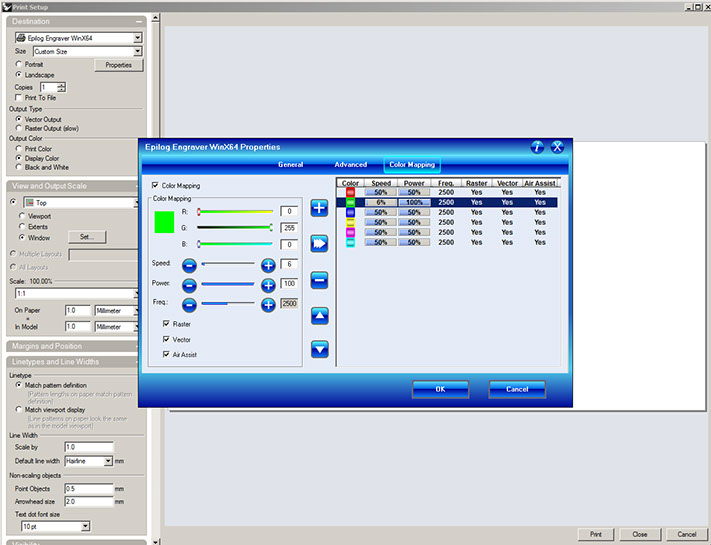 Print Setup
Destination
Epilog Engraver WinX64
Size Custom Size
Portrait
Landscape
Properties
Copies 1
Print To File
Output Type
Vector Output
Raster Output (slow)
Output Color
Print Color
Display Color
Black and White
View and Output Scale
Top
Viewport
Extents
Window Set...
Multiple Layouts
All Layouts
Scale: 100.00%
1:1
On Paper 1.0 Millimeter
=
In Model 1.0 Millimeter
Margins and Position
Linetypes and Line Widths
Linetype
Match pattern definition
(Pattern lengths on paper match pattern
definition)
Match viewport display
(Line patterns on paper look the same
as in the model viewport)
Line Width
Scale by 1.0
Default line width Hairline mm
Non-scaling objects
Point Objects 0.5 mm
Arrowhead size 2.0 mm
Text dot font size
10 pt
Epilog Engraver WinX64 Properties
General Advanced Color Mapping
Color Mapping
Color Mapping
R: 0
G: 255
B: 0
Speed: 6
Power: 100
Freq.: 2500
Raster
Vector
Air Assist
Color Speed Power Freq. Raster Vector Air Assist
50% 50% 2500 Yes Yes Yes
6% 100% 2500 Yes Yes Yes
50% 50% 2500 Yes Yes Yes
50% 50% 2500 Yes Yes Yes
50% 50% 2500 Yes Yes Yes
50% 50% 2500 Yes Yes Yes
OK Cancel
Print Close Cancel